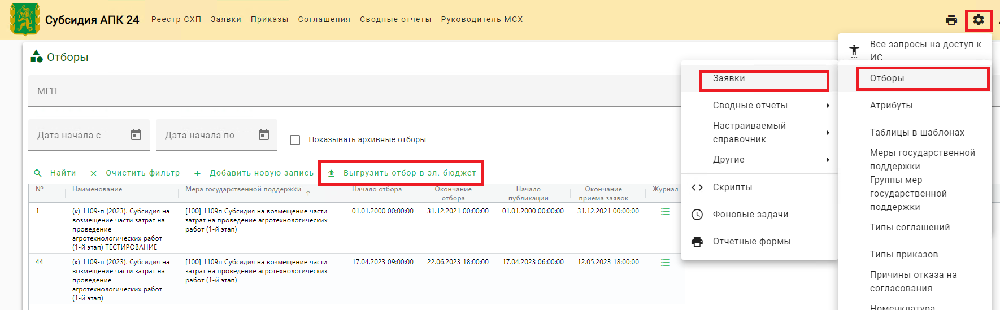 Субсидия АПК 24
Реестр СХП
Заявки
Приказы
Соглашения
Сводные отчеты
Руководитель МСХ
Отборы
МГП
Дата начала с
Дата начала по
Показывать архивные отборы
Найти
Очистить фильтр
Добавить новую запись
Выгрузить отбор в эл. бюджет
№
Наименование
Мера государственной поддержки
Начало отбора
Окончание
отбора
Начало
публикации
Окончание
приема заявок
Журнал
1
(к) 1109-п (2023). Субсидия на
возмещение части затрат на
проведение
агротехнологических работ
(1-й этап) ТЕСТИРОВАНИЕ
[100] 1109п Субсидия на возмещение части
затрат на проведение агротехнологических
работ (1-й этап)
01.01.2000 00:00:00
31.12.2021 00:00:00
01.01.2000 00:00:00
31.12.2021 00:00:00
44
(к) 1109-п (2023). Субсидия на
возмещение части затрат на
проведение
агротехнологических работ
(1-й этап)
[100] 1109п Субсидия на возмещение части
затрат на проведение агротехнологических
работ (1-й этап)
17.04.2023 09:00:00
22.06.2023 18:00:00
17.04.2023 06:00:00
12.05.2023 18:00:00
Заявки
Сводные отчеты
Настраиваемый
справочник
Другие
Скрипты
Фоновые задачи
Отчетные формы
Все запросы на доступ к
ИС
Отборы
Атрибуты
Таблицы в шаблонах
Меры государственной
поддержки
Группы мер
государственной
поддержки
Типы соглашений
Типы приказов
Причины отказа на
согласования
Номенклатура